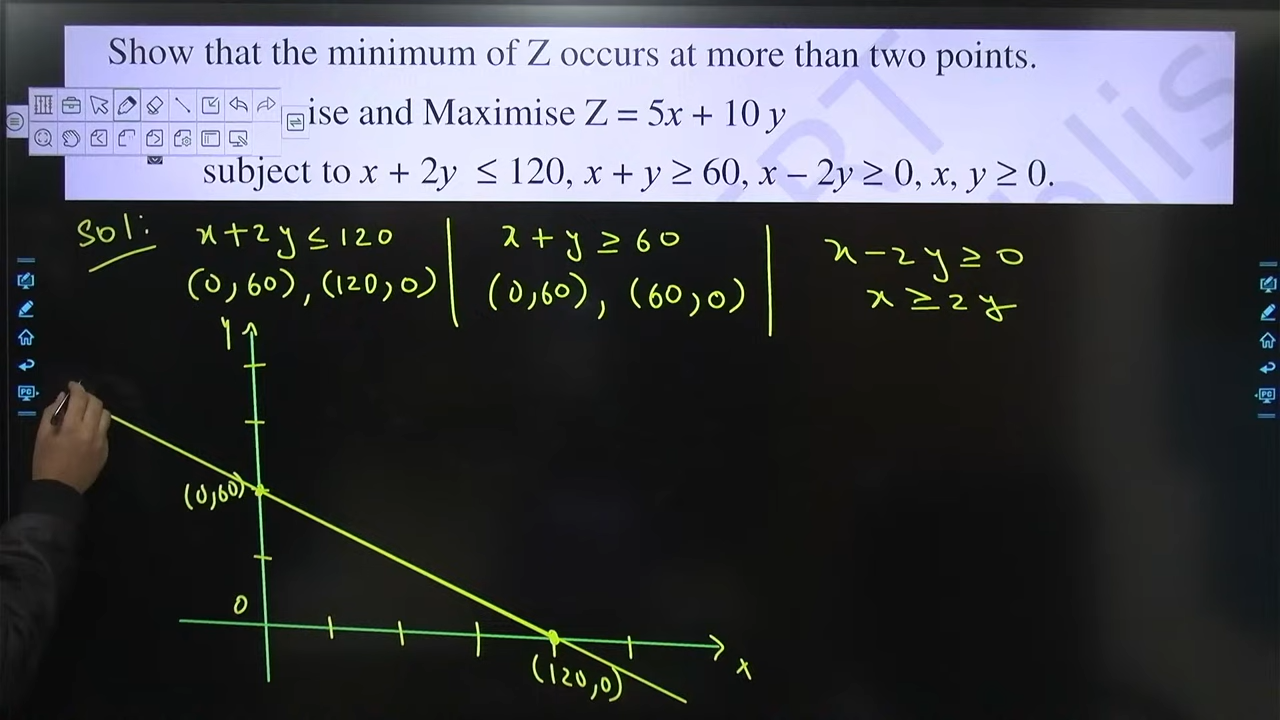 Show that the minimum of Z occurs at more than two points.
ise and Maximise Z = 5x + 10 y
subject to x + 2y ≤ 120, x + y ≥ 60, x – 2y ≥ 0, x, y ≥ 0.
Sol: x+2y ≤ 120 | x + y ≥ 60 | x-2y ≥ 0
(0,60), (120,0) | (0,60), (60,0) | x ≥ 2y
Y
(0,60)
0
(120,0)
x
PC
PC